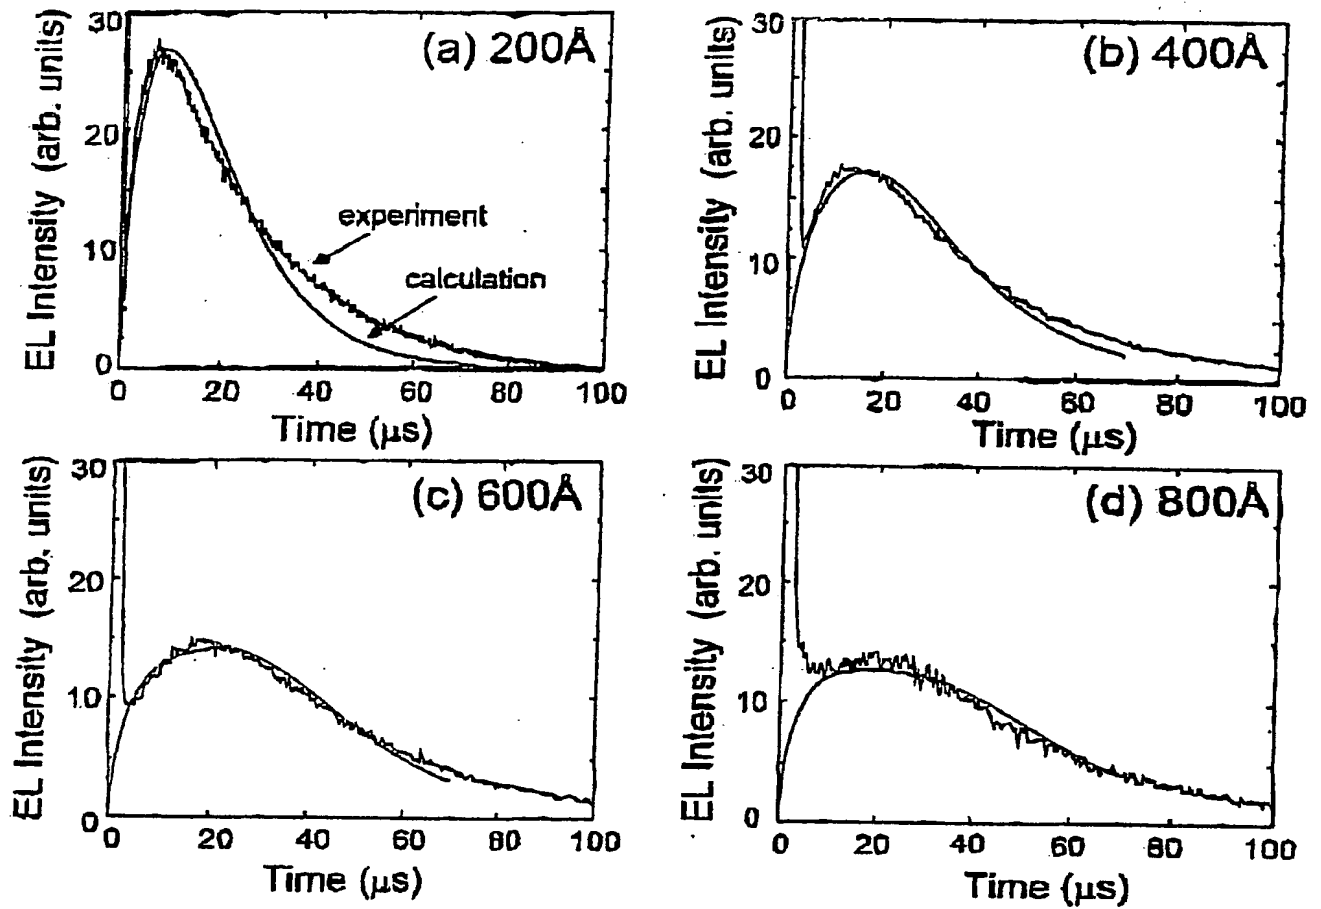 (a) 200Å
EL Intensity (arb. units)
30
20
10
0
experiment
calculation
0 20 40 60 80 100
Time (μs)
(b) 400Å
EL Intensity (arb. units)
30
20
10
0
0 20 40 60 80 100
Time (μs)
(c) 600Å
EL Intensity (arb. units)
30
20
10
0
0 20 40 60 80 100
Time (μs)
(d) 800Å
EL Intensity (arb. units)
30
20
10
0
0 20 40 60 80 100
Time (μs)